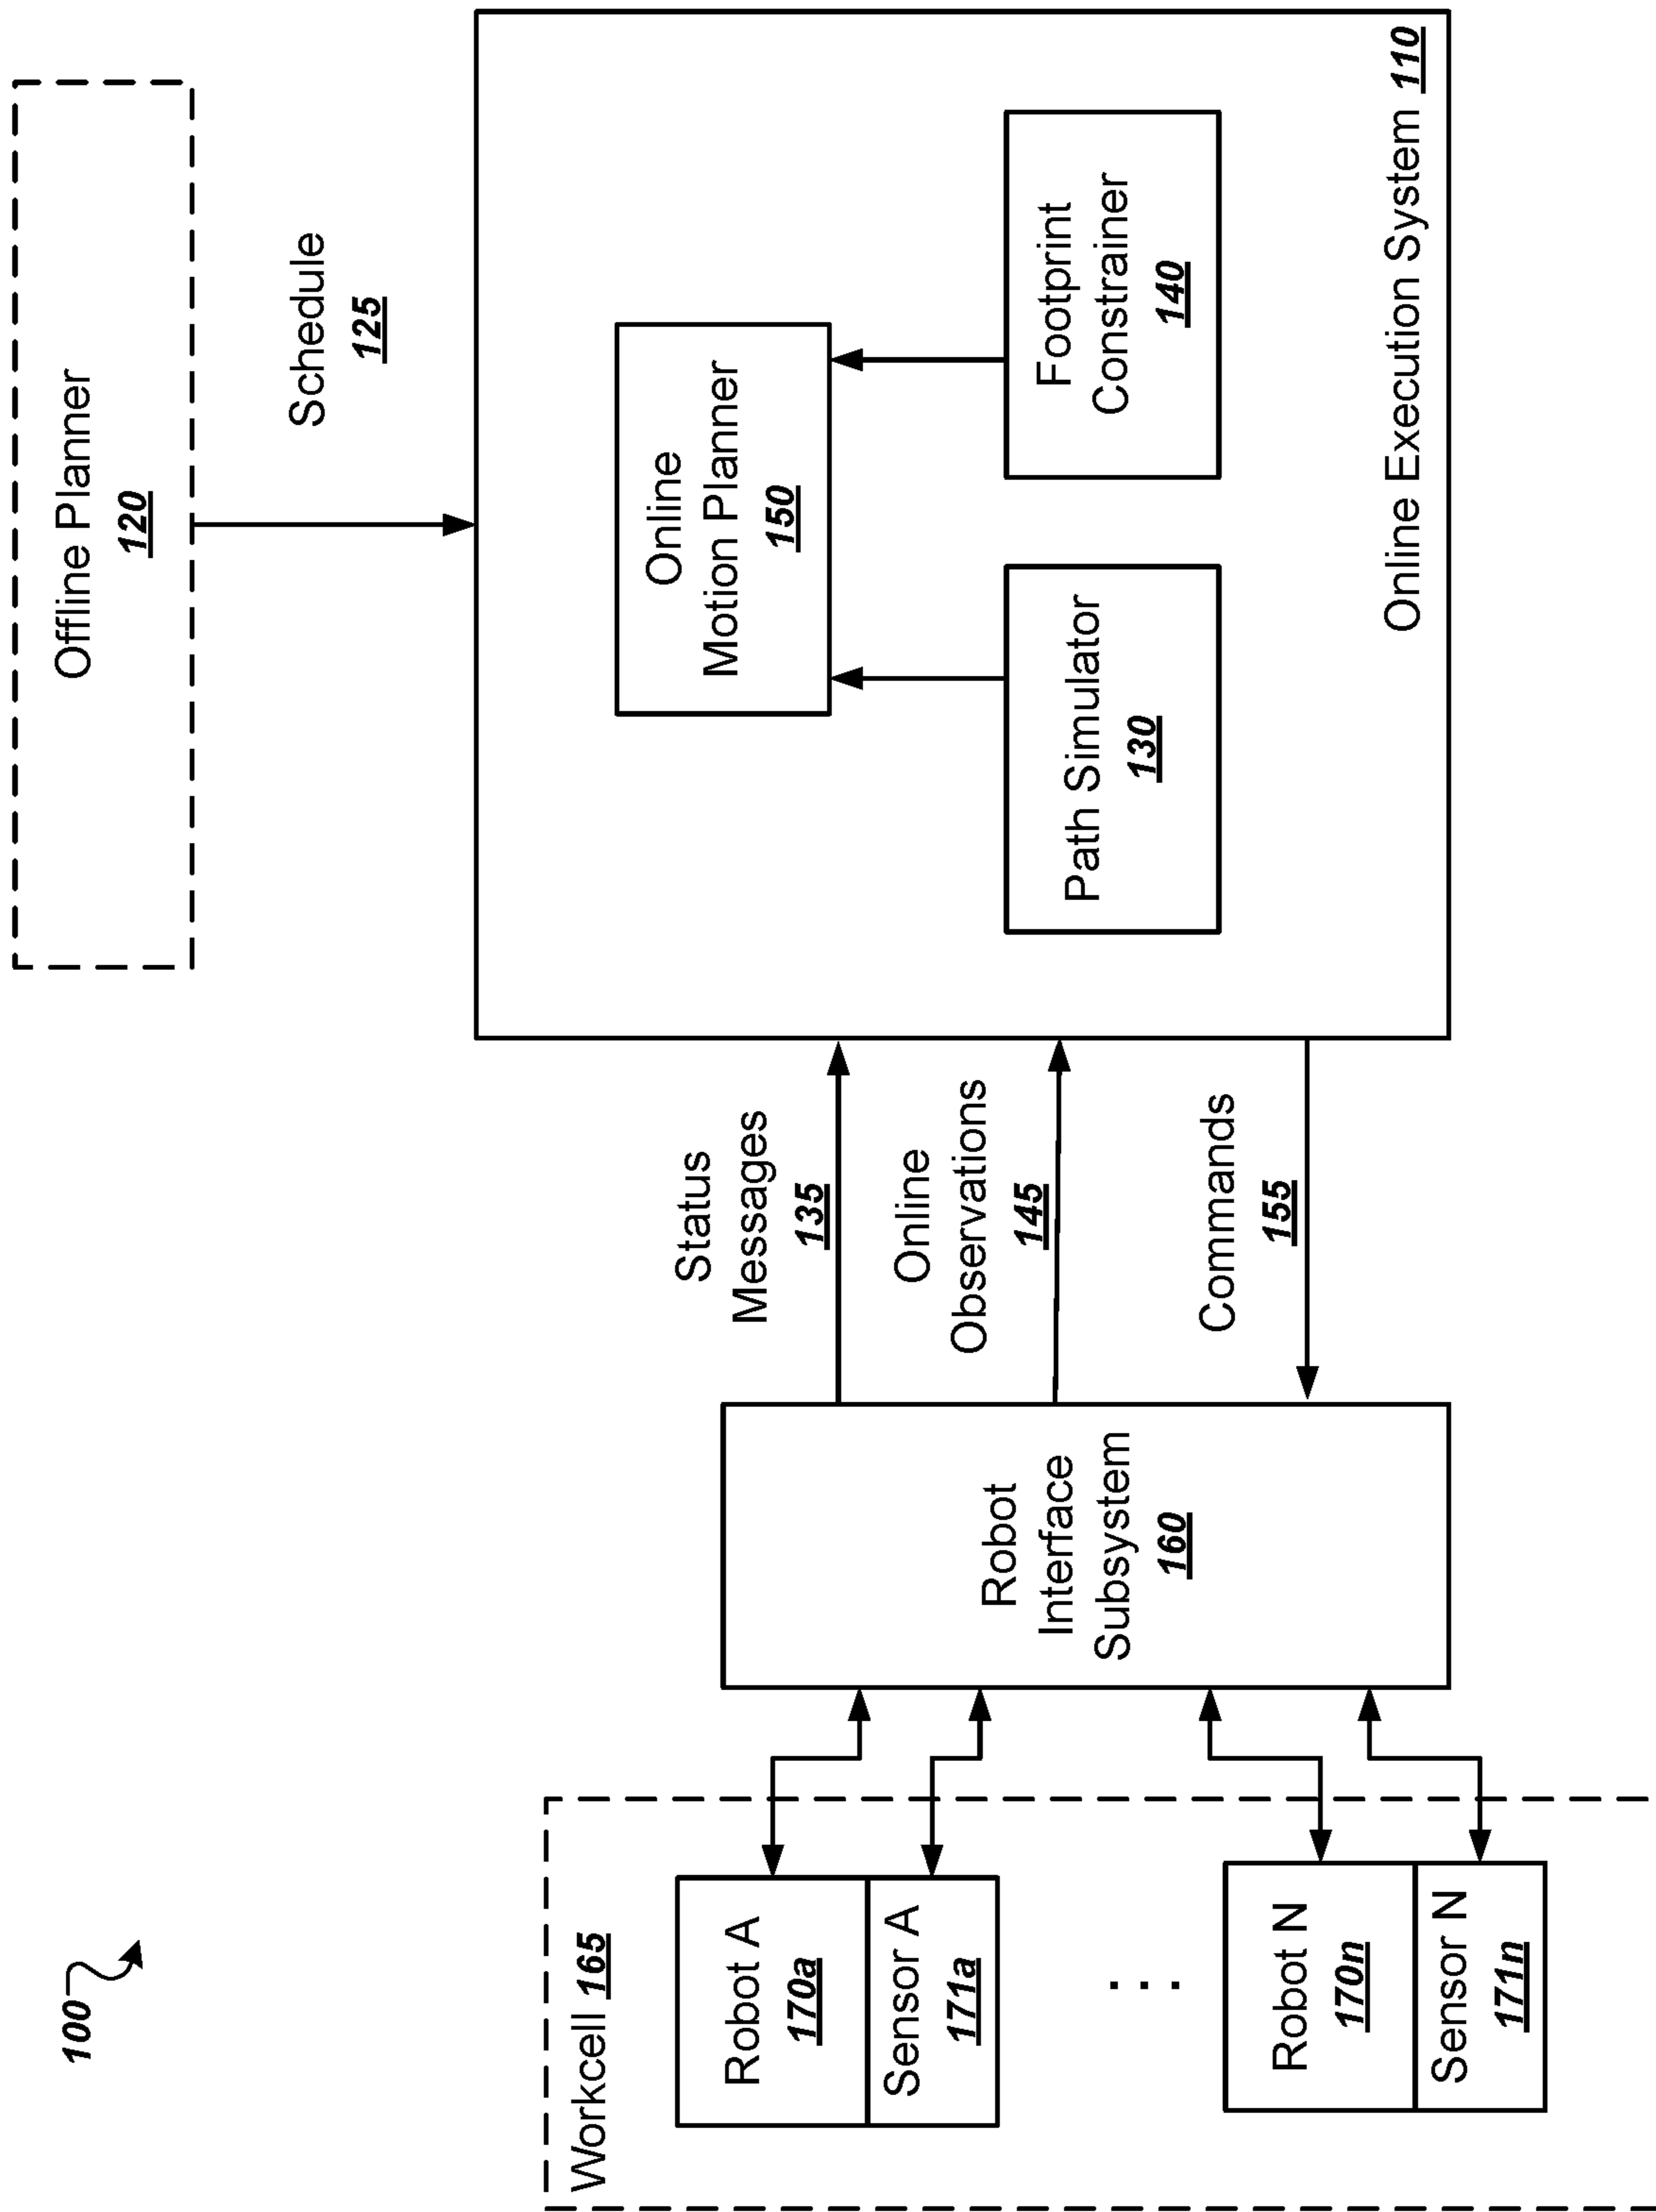 100
Offline Planner
120
Schedule
125
Workcell 165
Robot A
170a
Sensor A
171a
. . .
Robot N
170n
Sensor N
171n
Robot
Interface
Subsystem
160
Status
Messages
135
Online
Observations
145
Commands
155
Online
Motion Planner
150
Path Simulator
130
Footprint
Constrainer
140
Online Execution System 110